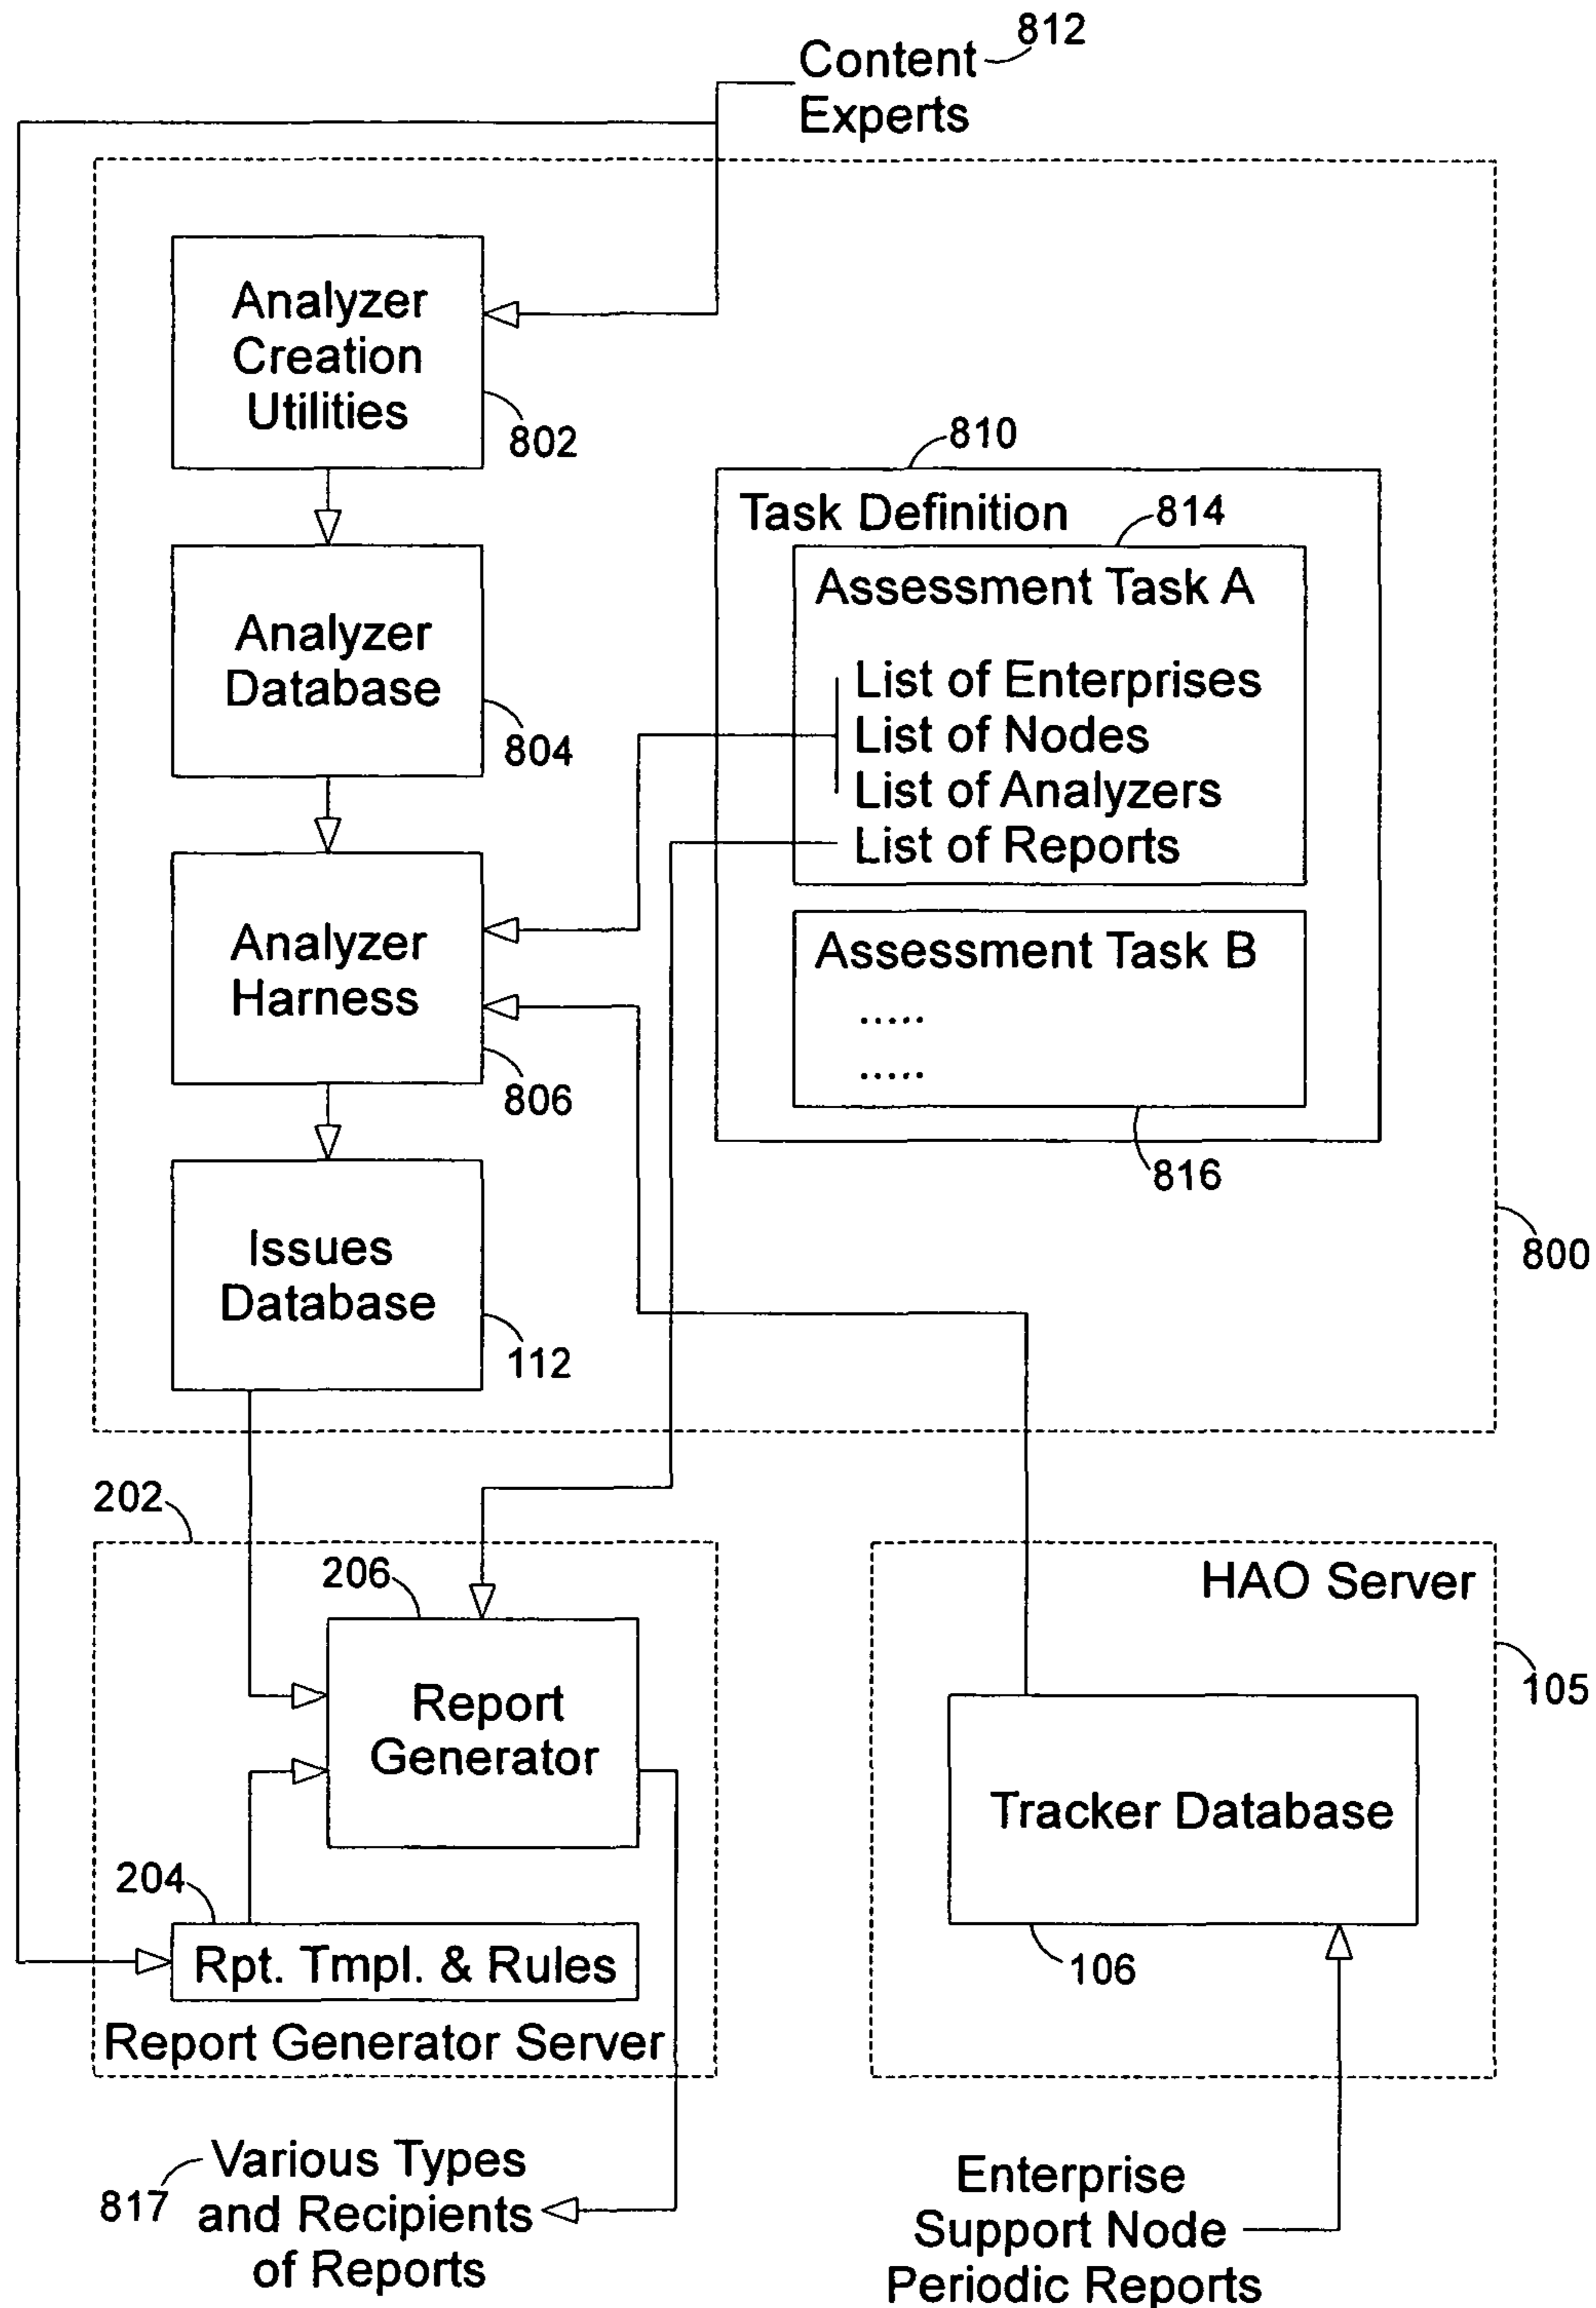 812
Content
Experts
Analyzer
Creation
Utilities
802
810
Task Definition
814
Assessment Task A
List of Enterprises
List of Nodes
List of Analyzers
List of Reports
Analyzer
Database
804
Analyzer
Harness
806
Assessment Task B
.....
.....
816
Issues
Database
112
800
202
206
Report
Generator
204
Rpt. Tmpl. & Rules
Report Generator Server
HAO Server
105
Tracker Database
106
817
Various Types
and Recipients
of Reports
Enterprise
Support Node
Periodic Reports